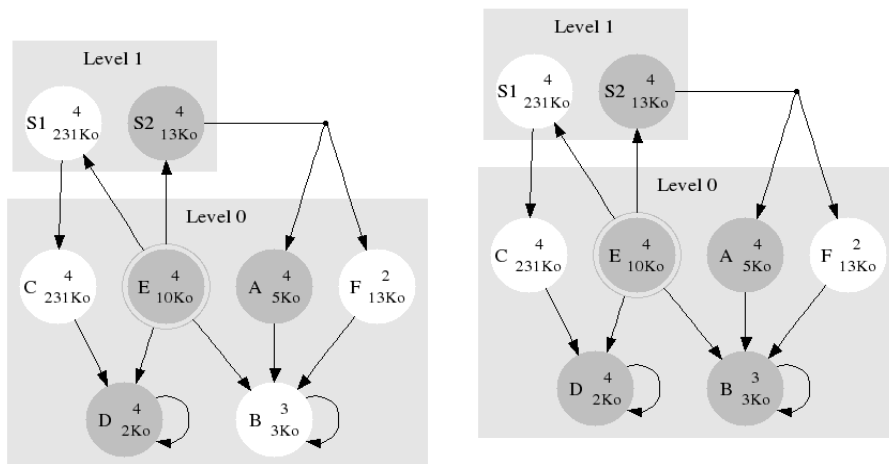 Level 1
S1 4
231Ko
S2 4
13Ko
Level 0
C 4
231Ko
E 4
10Ko
A 4
5Ko
F 2
13Ko
D 4
2Ko
B 3
3Ko
Level 1
S1 4
231Ko
S2 4
13Ko
Level 0
C 4
231Ko
E 4
10Ko
A 4
5Ko
F 2
13Ko
D 4
2Ko
B 3
3Ko